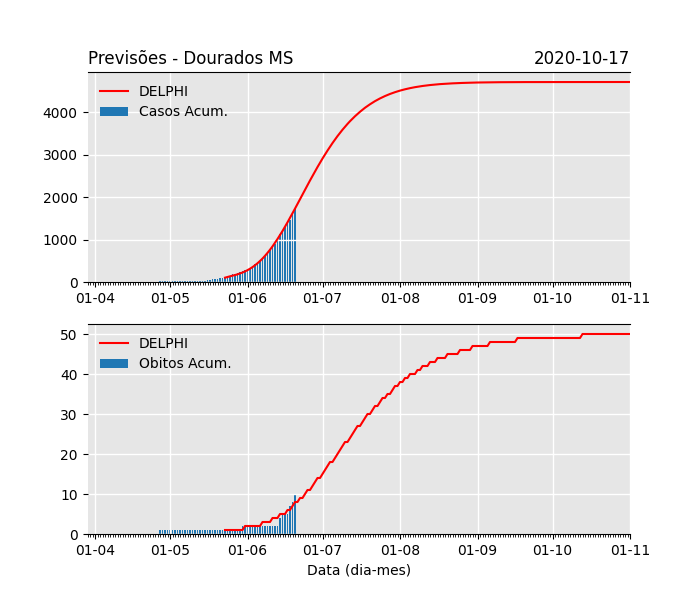 Previsões - Dourados MS 2020-10-17
DELPHI
Casos Acum.
4000
3000
2000
1000
0
01-04 01-05 01-06 01-07 01-08 01-09 01-10 01-11
DELPHI
Obitos Acum.
50
40
30
20
10
0
01-04 01-05 01-06 01-07 01-08 01-09 01-10 01-11
Data (dia-mes)